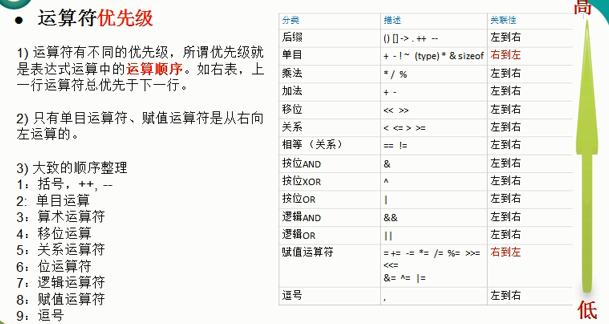 ● 运算符优先级
1) 运算符有不同的优先级，所谓优先级就
是表达式运算中的运算顺序。如右表，上
一行运算符总优先于下一行。
2) 只有单目运算符、赋值运算符是从右向
左运算的。
3) 大致的顺序整理
1：括号，++, --
2: 单目运算
3：算术运算符
4：移位运算
5：关系运算符
6：位运算符
7：逻辑运算符
8：赋值运算符
9：逗号
分类 描述 关联性
后缀 () [] -> . ++ -- 左到右
单目 + - ! ~ (type) * & sizeof 右到左
乘法 * / % 左到右
加法 + - 左到右
移位 << >> 左到右
关系 < <= > >= 左到右
相等（关系） == != 左到右
按位AND & 左到右
按位XOR ^ 左到右
按位OR | 左到右
逻辑AND && 左到右
逻辑OR || 左到右
赋值运算符 = += -= *= /= %= >>= 右到左
<<=
&= ^= |=
逗号 , 左到右
高
低